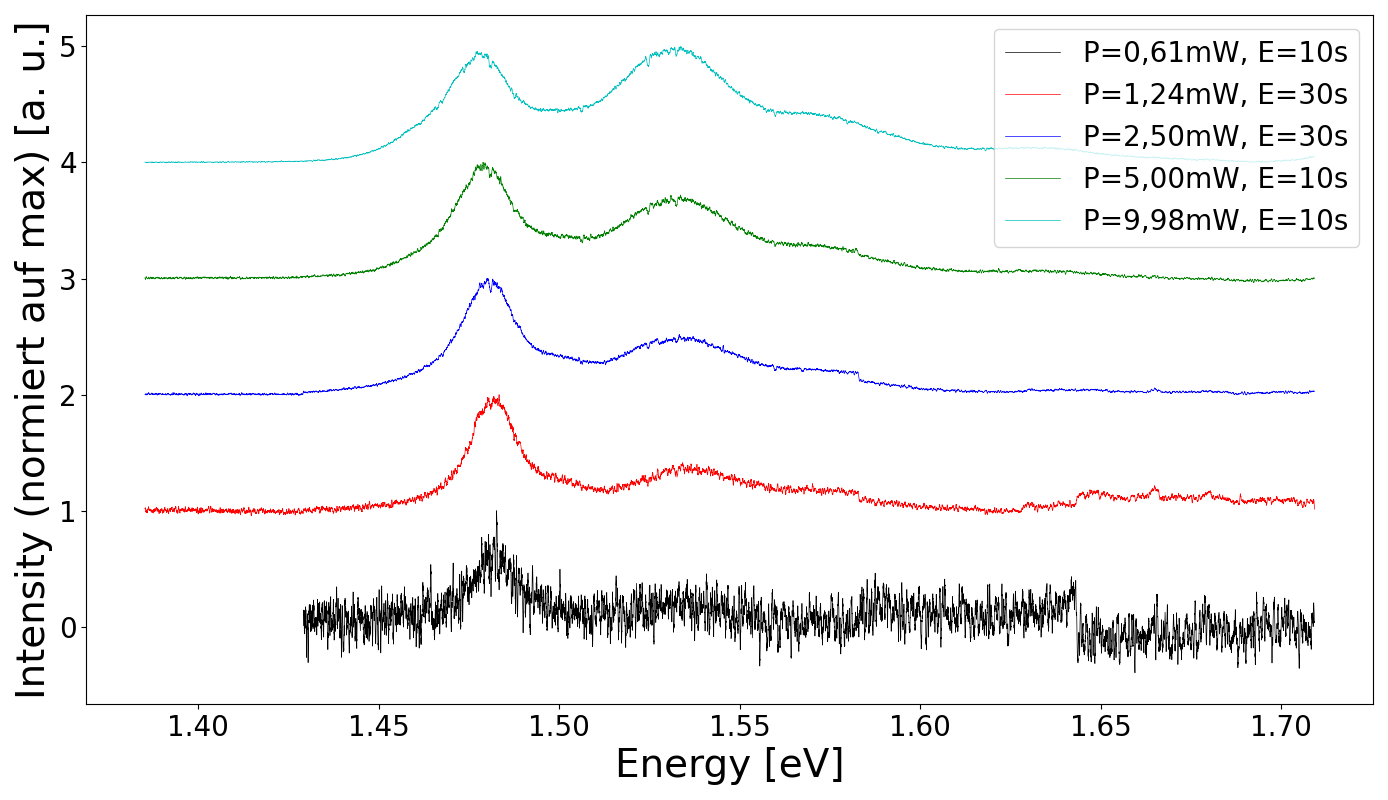 Intensity (normiert auf max) [a. u.]
5
4
3
2
1
0
P=0,61mW, E=10s
P=1,24mW, E=30s
P=2,50mW, E=30s
P=5,00mW, E=10s
P=9,98mW, E=10s
1.40 1.45 1.50 1.55 1.60 1.65 1.70
Energy [eV]